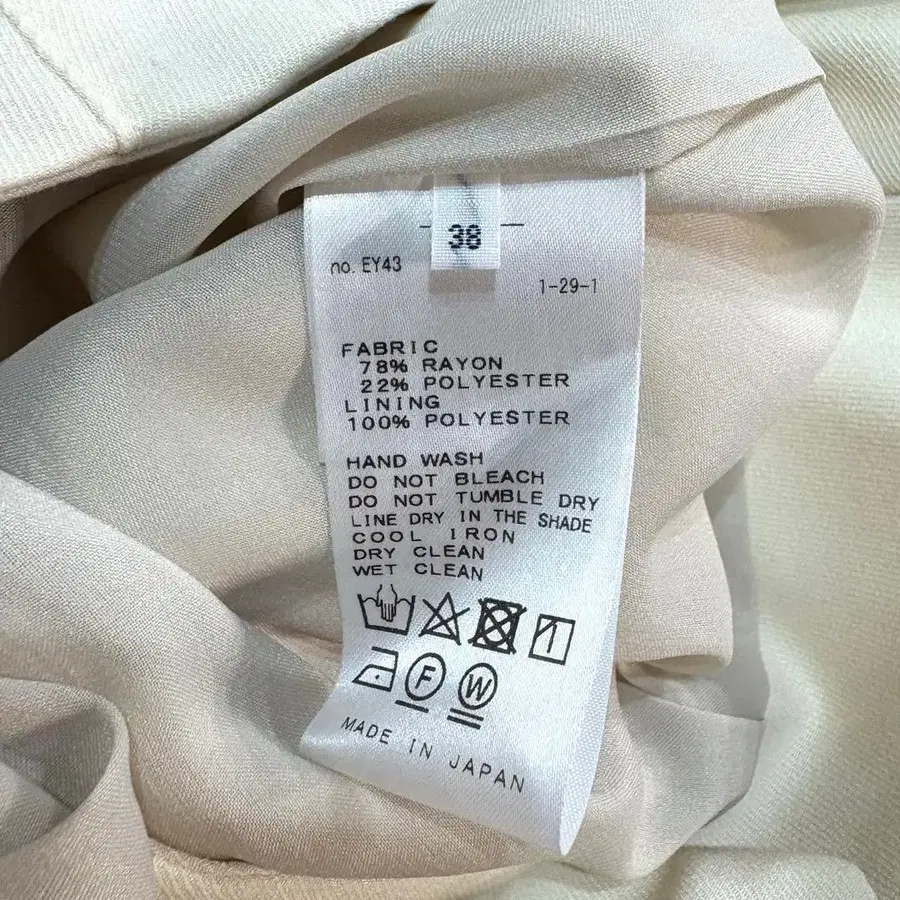 38
no. EY43
1-29-1
FABRIC
78% RAYON
22% POLYESTER
LINING
100% POLYESTER
HAND WASH
DO NOT BLEACH
DO NOT TUMBLE DRY
LINE DRY IN THE SHADE
COOL IRON
DRY CLEAN
WET CLEAN
F W
MADE IN JAPAN